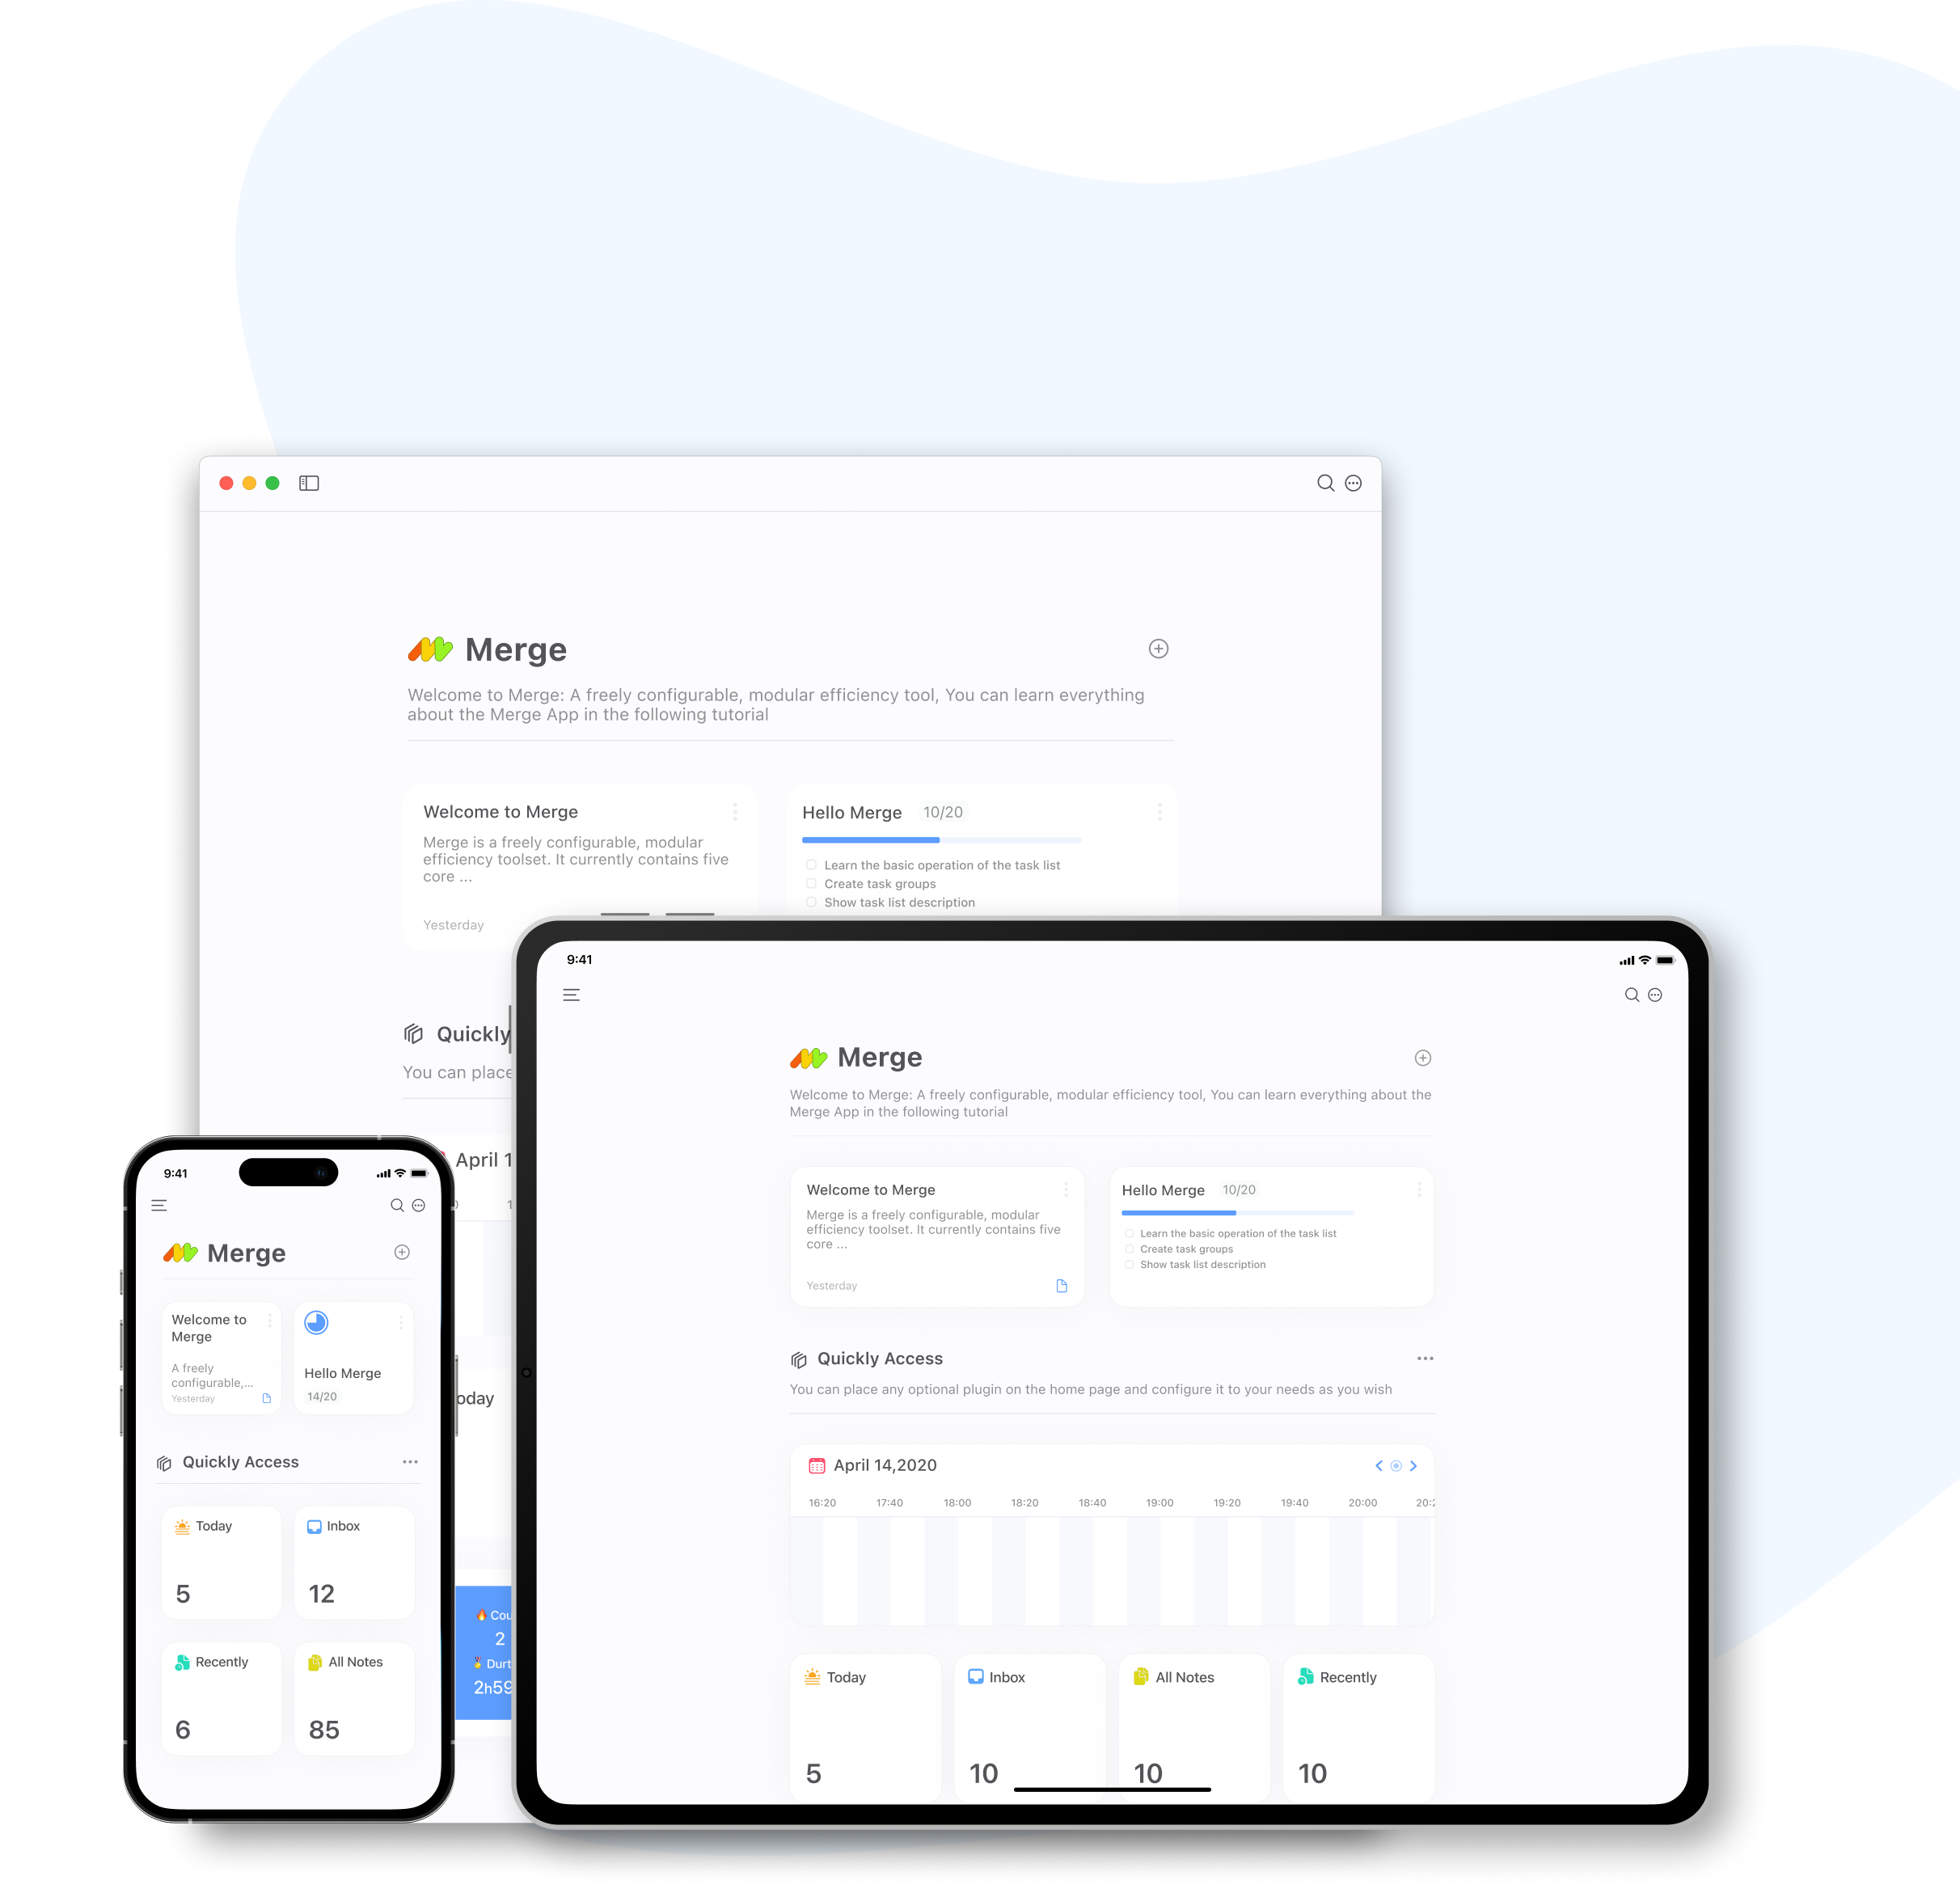 Merge
Welcome to Merge: A freely configurable, modular efficiency tool, You can learn everything
about the Merge App in the following tutorial
Welcome to Merge
Merge is a freely configurable, modular
efficiency toolset. It currently contains five
core ...
Yesterday
Hello Merge 10/20
Learn the basic operation of the task list
Create task groups
Show task list description
Quickly
You can place
April 1
oday
Cou
2
Durt
2h59
9:41
Merge
Welcome to Merge: A freely configurable, modular efficiency tool, You can learn everything about the
Merge App in the following tutorial
Welcome to Merge
Merge is a freely configurable, modular
efficiency toolset. It currently contains five
core ...
Yesterday
Hello Merge 10/20
Learn the basic operation of the task list
Create task groups
Show task list description
Quickly Access
You can place any optional plugin on the home page and configure it to your needs as you wish
April 14,2020
16:20 17:40 18:00 18:20 18:40 19:00 19:20 19:40 20:00 20:2
Today Inbox All Notes Recently
5 10 10 10
9:41
Merge
Welcome to
Merge
A freely
configurable,...
Yesterday
Hello Merge
14/20
Quickly Access
Today Inbox
5 12
Recently All Notes
6 85